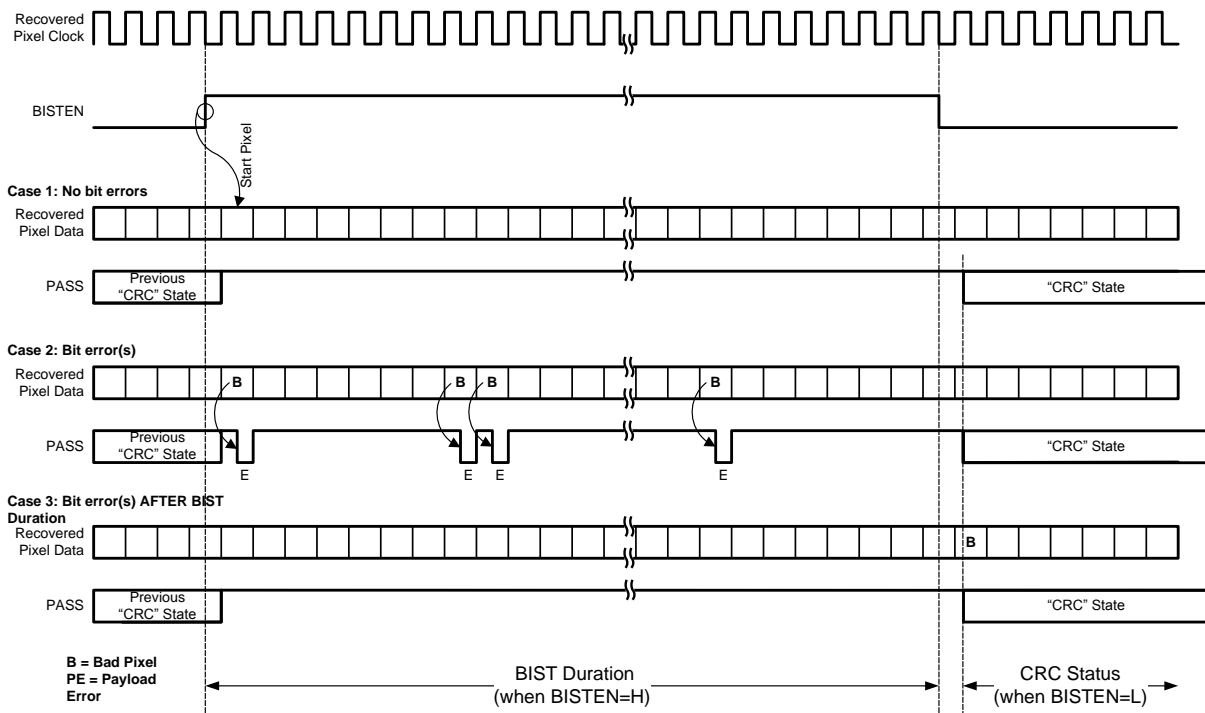 Recovered
Pixel Clock
BISTEN
Start Pixel
Case 1: No bit errors
Recovered
Pixel Data
PASS
Previous
“CRC” State
“CRC” State
Case 2: Bit error(s)
Recovered
Pixel Data
B
B
B
B
PASS
Previous
“CRC” State
“CRC” State
E
E
E
E
Case 3: Bit error(s) AFTER BIST
Duration
Recovered
Pixel Data
B
PASS
Previous
“CRC” State
“CRC” State
B = Bad Pixel
PE = Payload
Error
BIST Duration
(when BISTEN=H)
CRC Status
(when BISTEN=L)